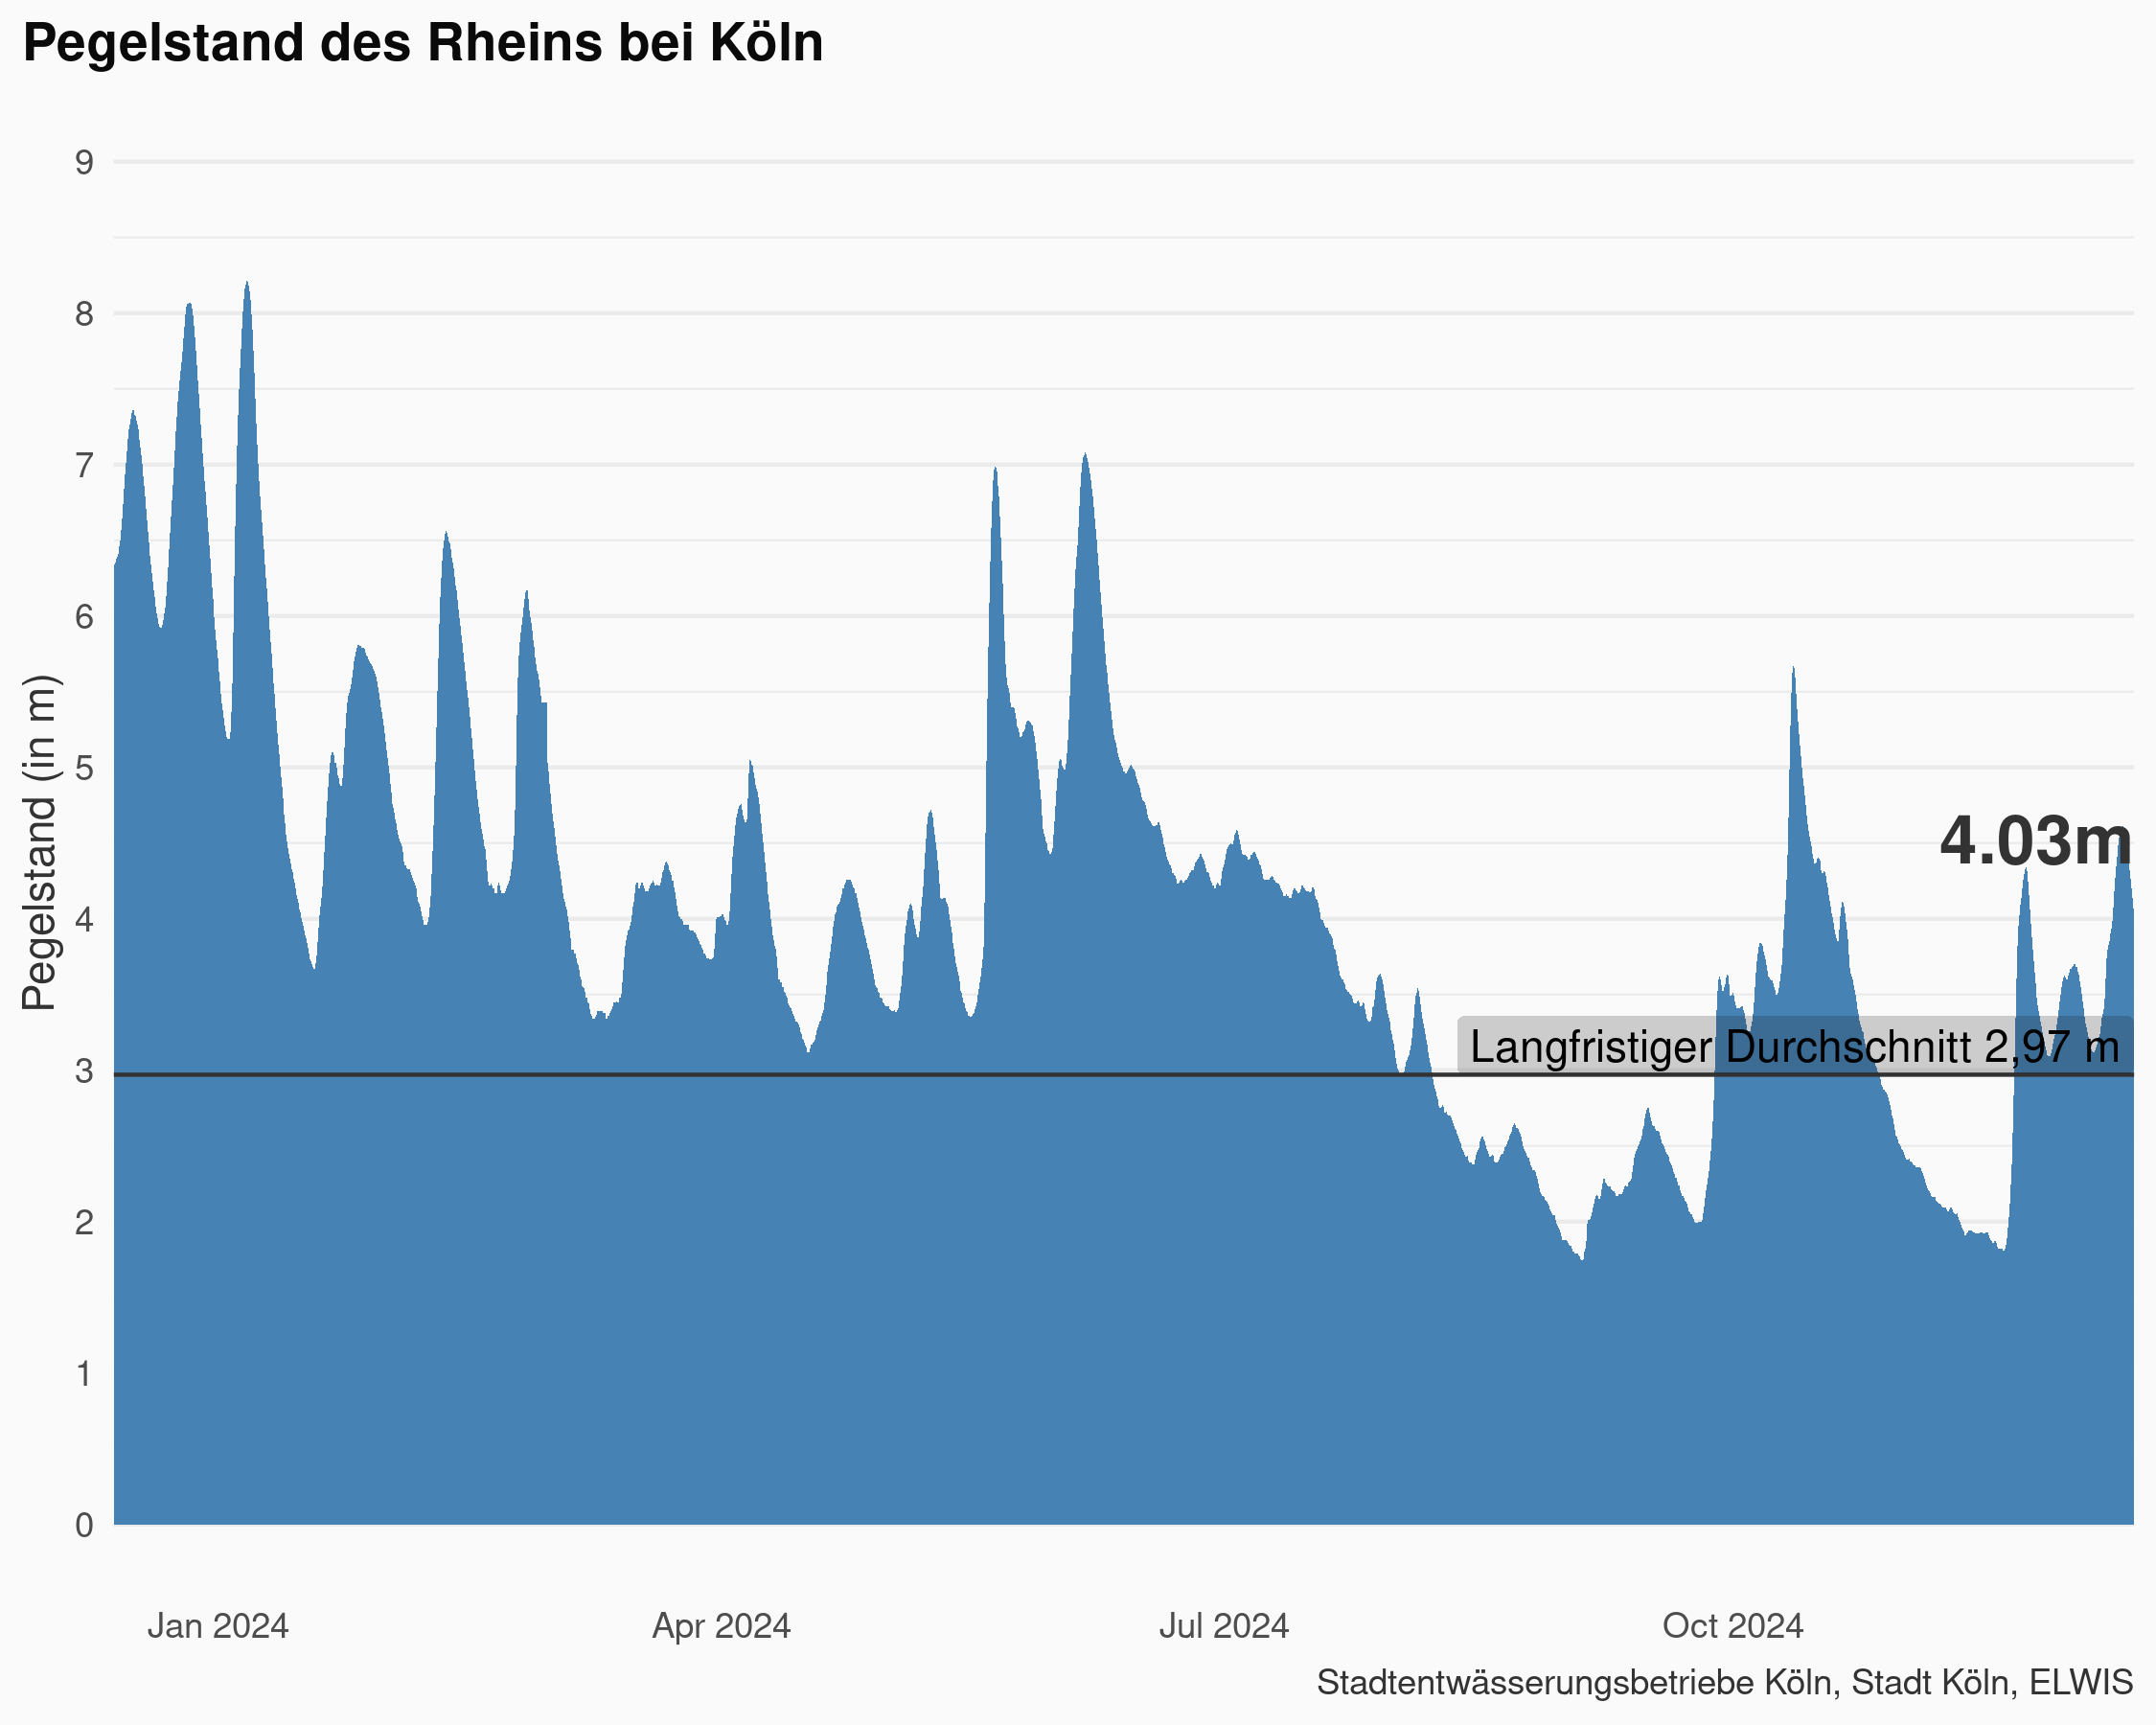 Pegelstand des Rheins bei Köln
9
8
7
6
5
4
3
2
1
0
Pegelstand (in m)
4.03m
Langfristiger Durchschnitt 2,97 m
Jan 2024
Apr 2024
Jul 2024
Oct 2024
Stadtentwässerungsbetriebe Köln, Stadt Köln, ELWIS